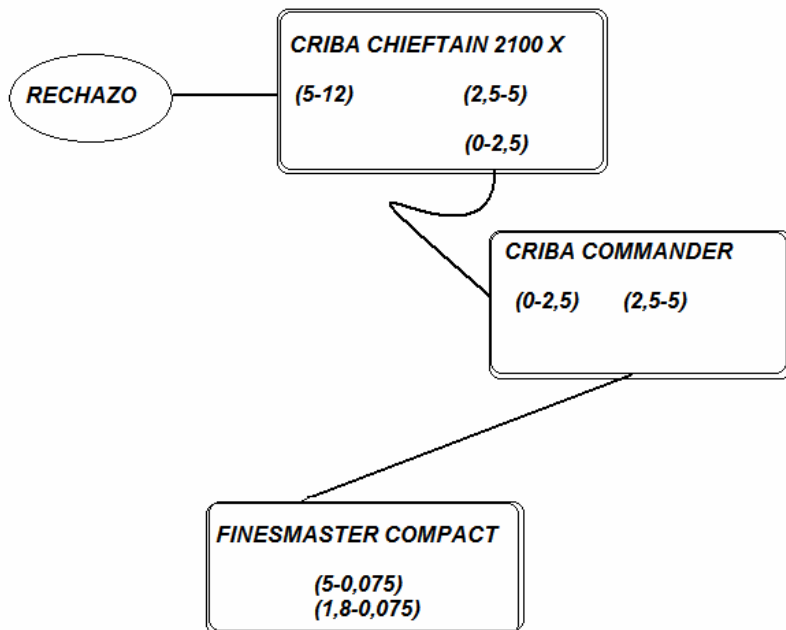 CRIBA CHIEFTAIN 2100 X
RECHAZO
(5-12) (2,5-5)
(0-2,5)
CRIBA COMMANDER
(0-2,5) (2,5-5)
FINESMASTER COMPACT
(5-0,075)
(1,8-0,075)